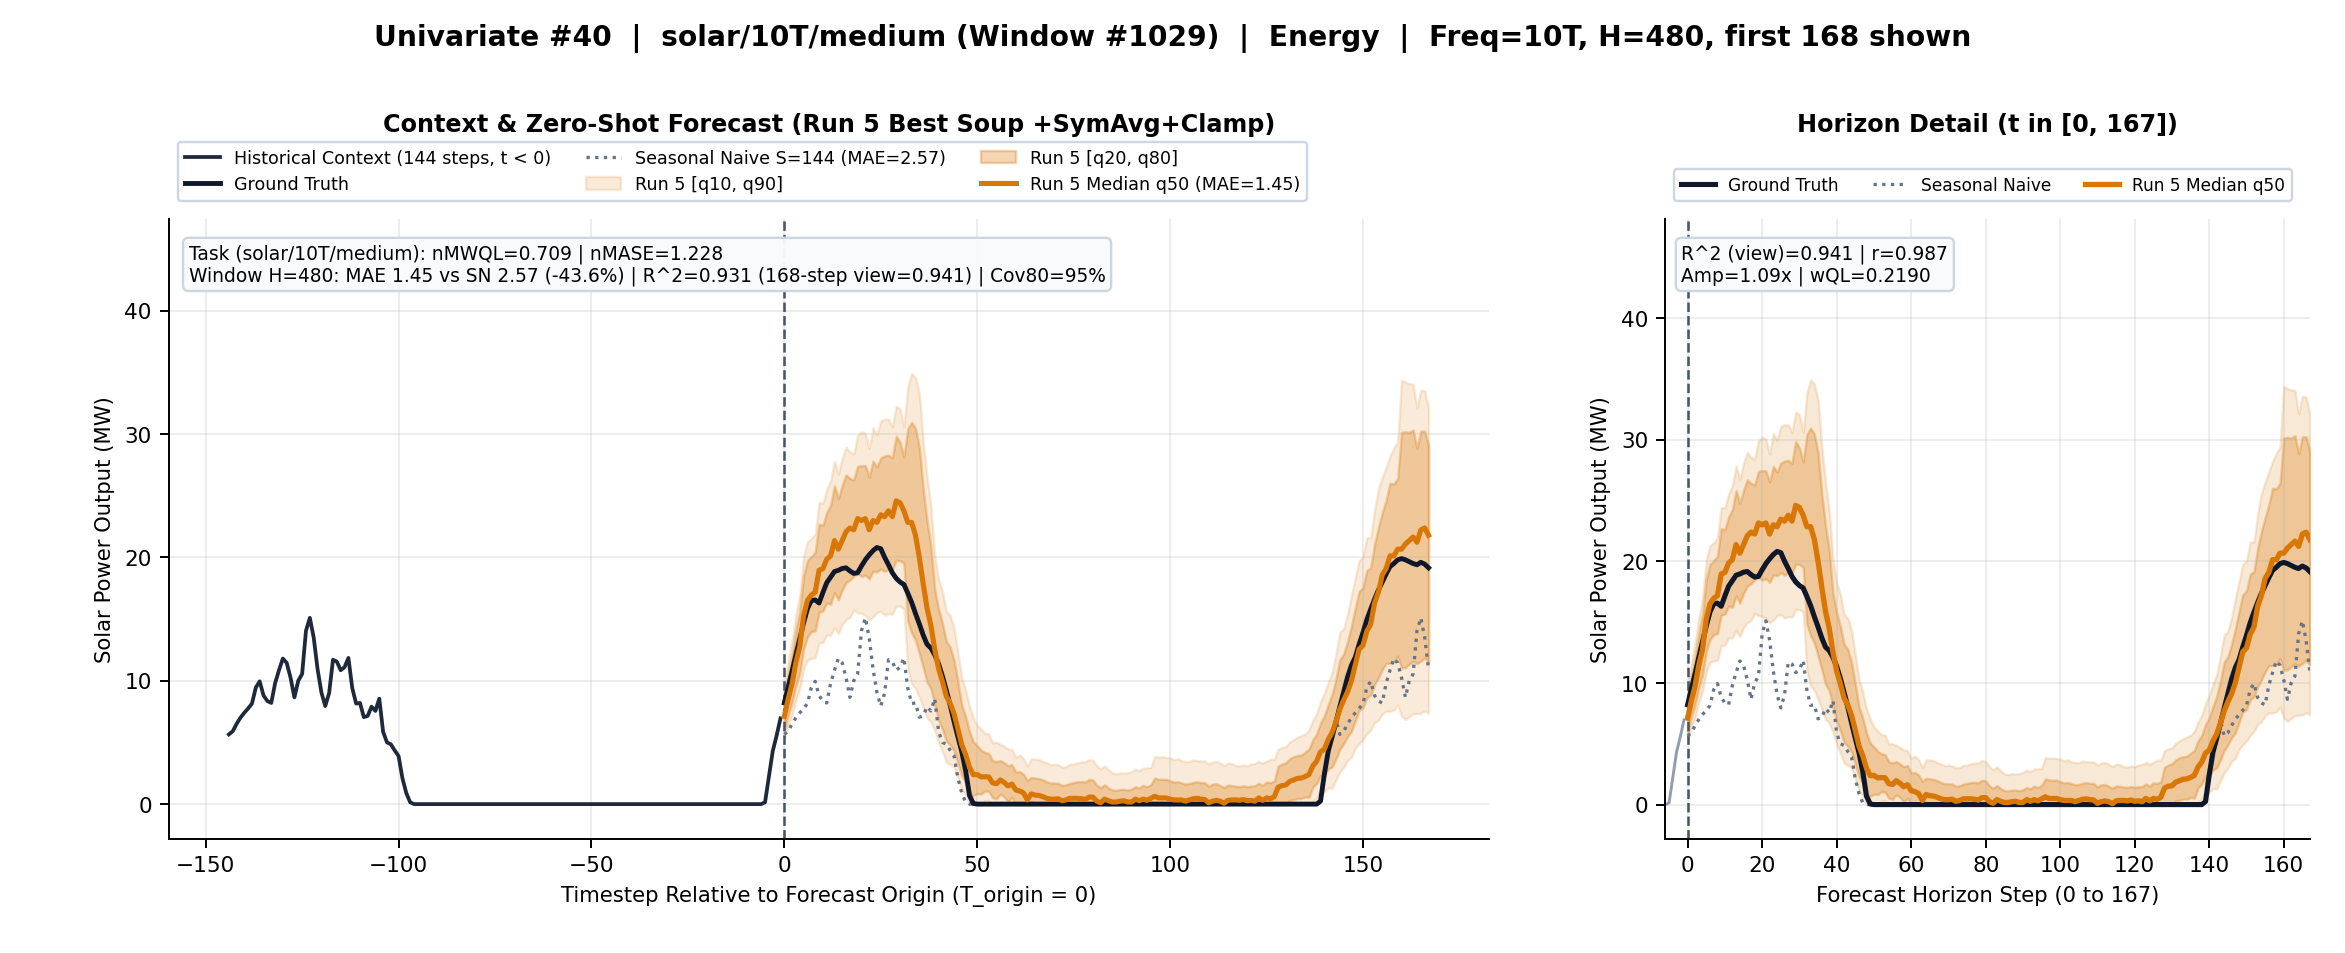 Univariate #40 | solar/10T/medium (Window #1029) | Energy | Freq=10T, H=480, first 168 shown
Context & Zero-Shot Forecast (Run 5 Best Soup +SymAvg+Clamp)
Historical Context (144 steps, t < 0)
Ground Truth
Seasonal Naive S=144 (MAE=2.57)
Run 5 [q10, q90]
Run 5 [q20, q80]
Run 5 Median q50 (MAE=1.45)
Task (solar/10T/medium): nMWQL=0.709 | nMASE=1.228
Window H=480: MAE 1.45 vs SN 2.57 (-43.6%) | R^2=0.931 (168-step view=0.941) | Cov80=95%
Solar Power Output (MW)
40
30
20
10
0
−150 −100 −50 0 50 100 150
Timestep Relative to Forecast Origin (T_origin = 0)
Horizon Detail (t in [0, 167])
Ground Truth Seasonal Naive Run 5 Median q50
R^2 (view)=0.941 | r=0.987
Amp=1.09x | wQL=0.2190
Solar Power Output (MW)
40
30
20
10
0
0 20 40 60 80 100 120 140 160
Forecast Horizon Step (0 to 167)